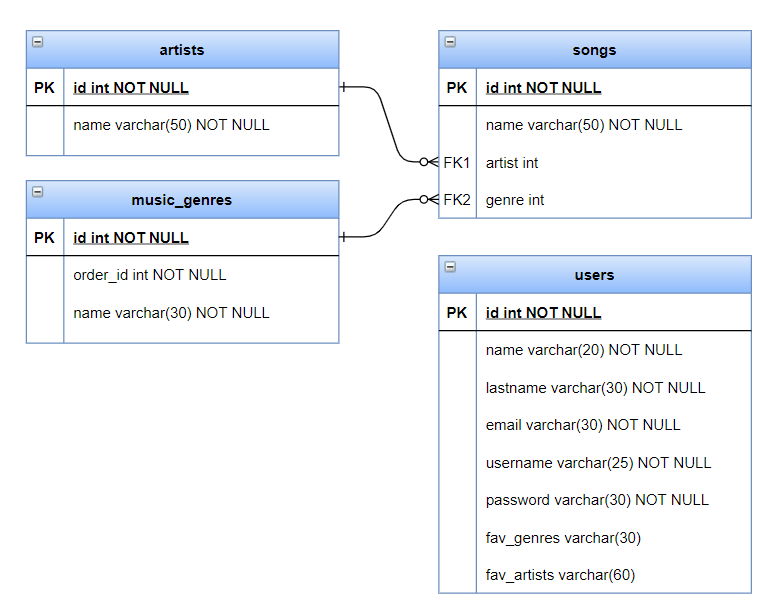 artists
PK id int NOT NULL
name varchar(50) NOT NULL
music_genres
PK id int NOT NULL
order_id int NOT NULL
name varchar(30) NOT NULL
songs
PK id int NOT NULL
name varchar(50) NOT NULL
FK1 artist int
FK2 genre int
users
PK id int NOT NULL
name varchar(20) NOT NULL
lastname varchar(30) NOT NULL
email varchar(30) NOT NULL
username varchar(25) NOT NULL
password varchar(30) NOT NULL
fav_genres varchar(30)
fav_artists varchar(60)